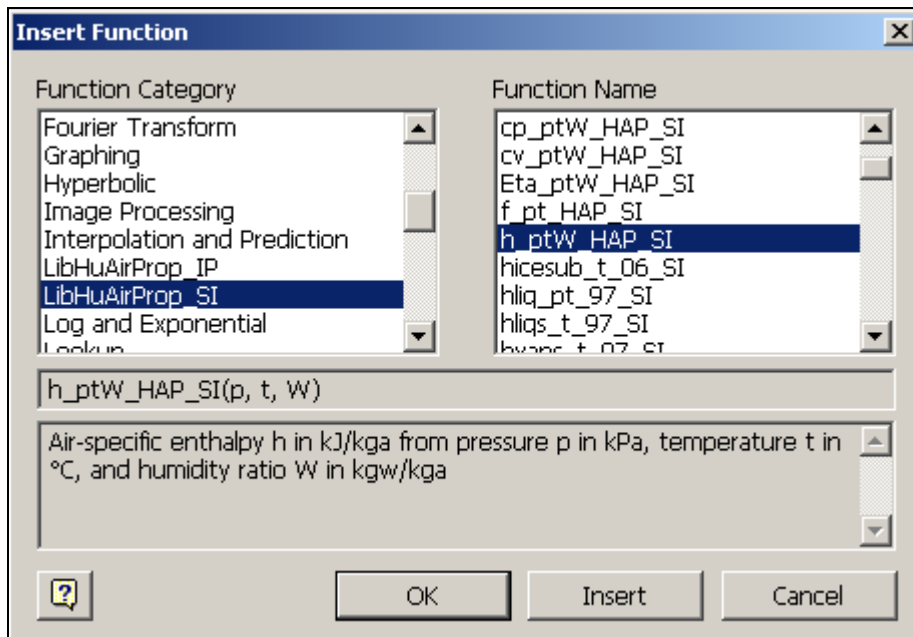 Insert Function
Function Category
Function Name
Fourier Transform
Graphing
Hyperbolic
Image Processing
Interpolation and Prediction
LibHuAirProp_IP
LibHuAirProp_SI
Log and Exponential
Lookup
cp_ptW_HAP_SI
cv_ptW_HAP_SI
Eta_ptW_HAP_SI
f_pt_HAP_SI
h_ptW_HAP_SI
hicesub_t_06_SI
hliq_pt_97_SI
hliqs_t_97_SI
hvaps_t_07_SI
h_ptW_HAP_SI(p, t, W)
Air-specific enthalpy h in kJ/kga from pressure p in kPa, temperature t in
°C, and humidity ratio W in kgw/kga
?
OK
Insert
Cancel